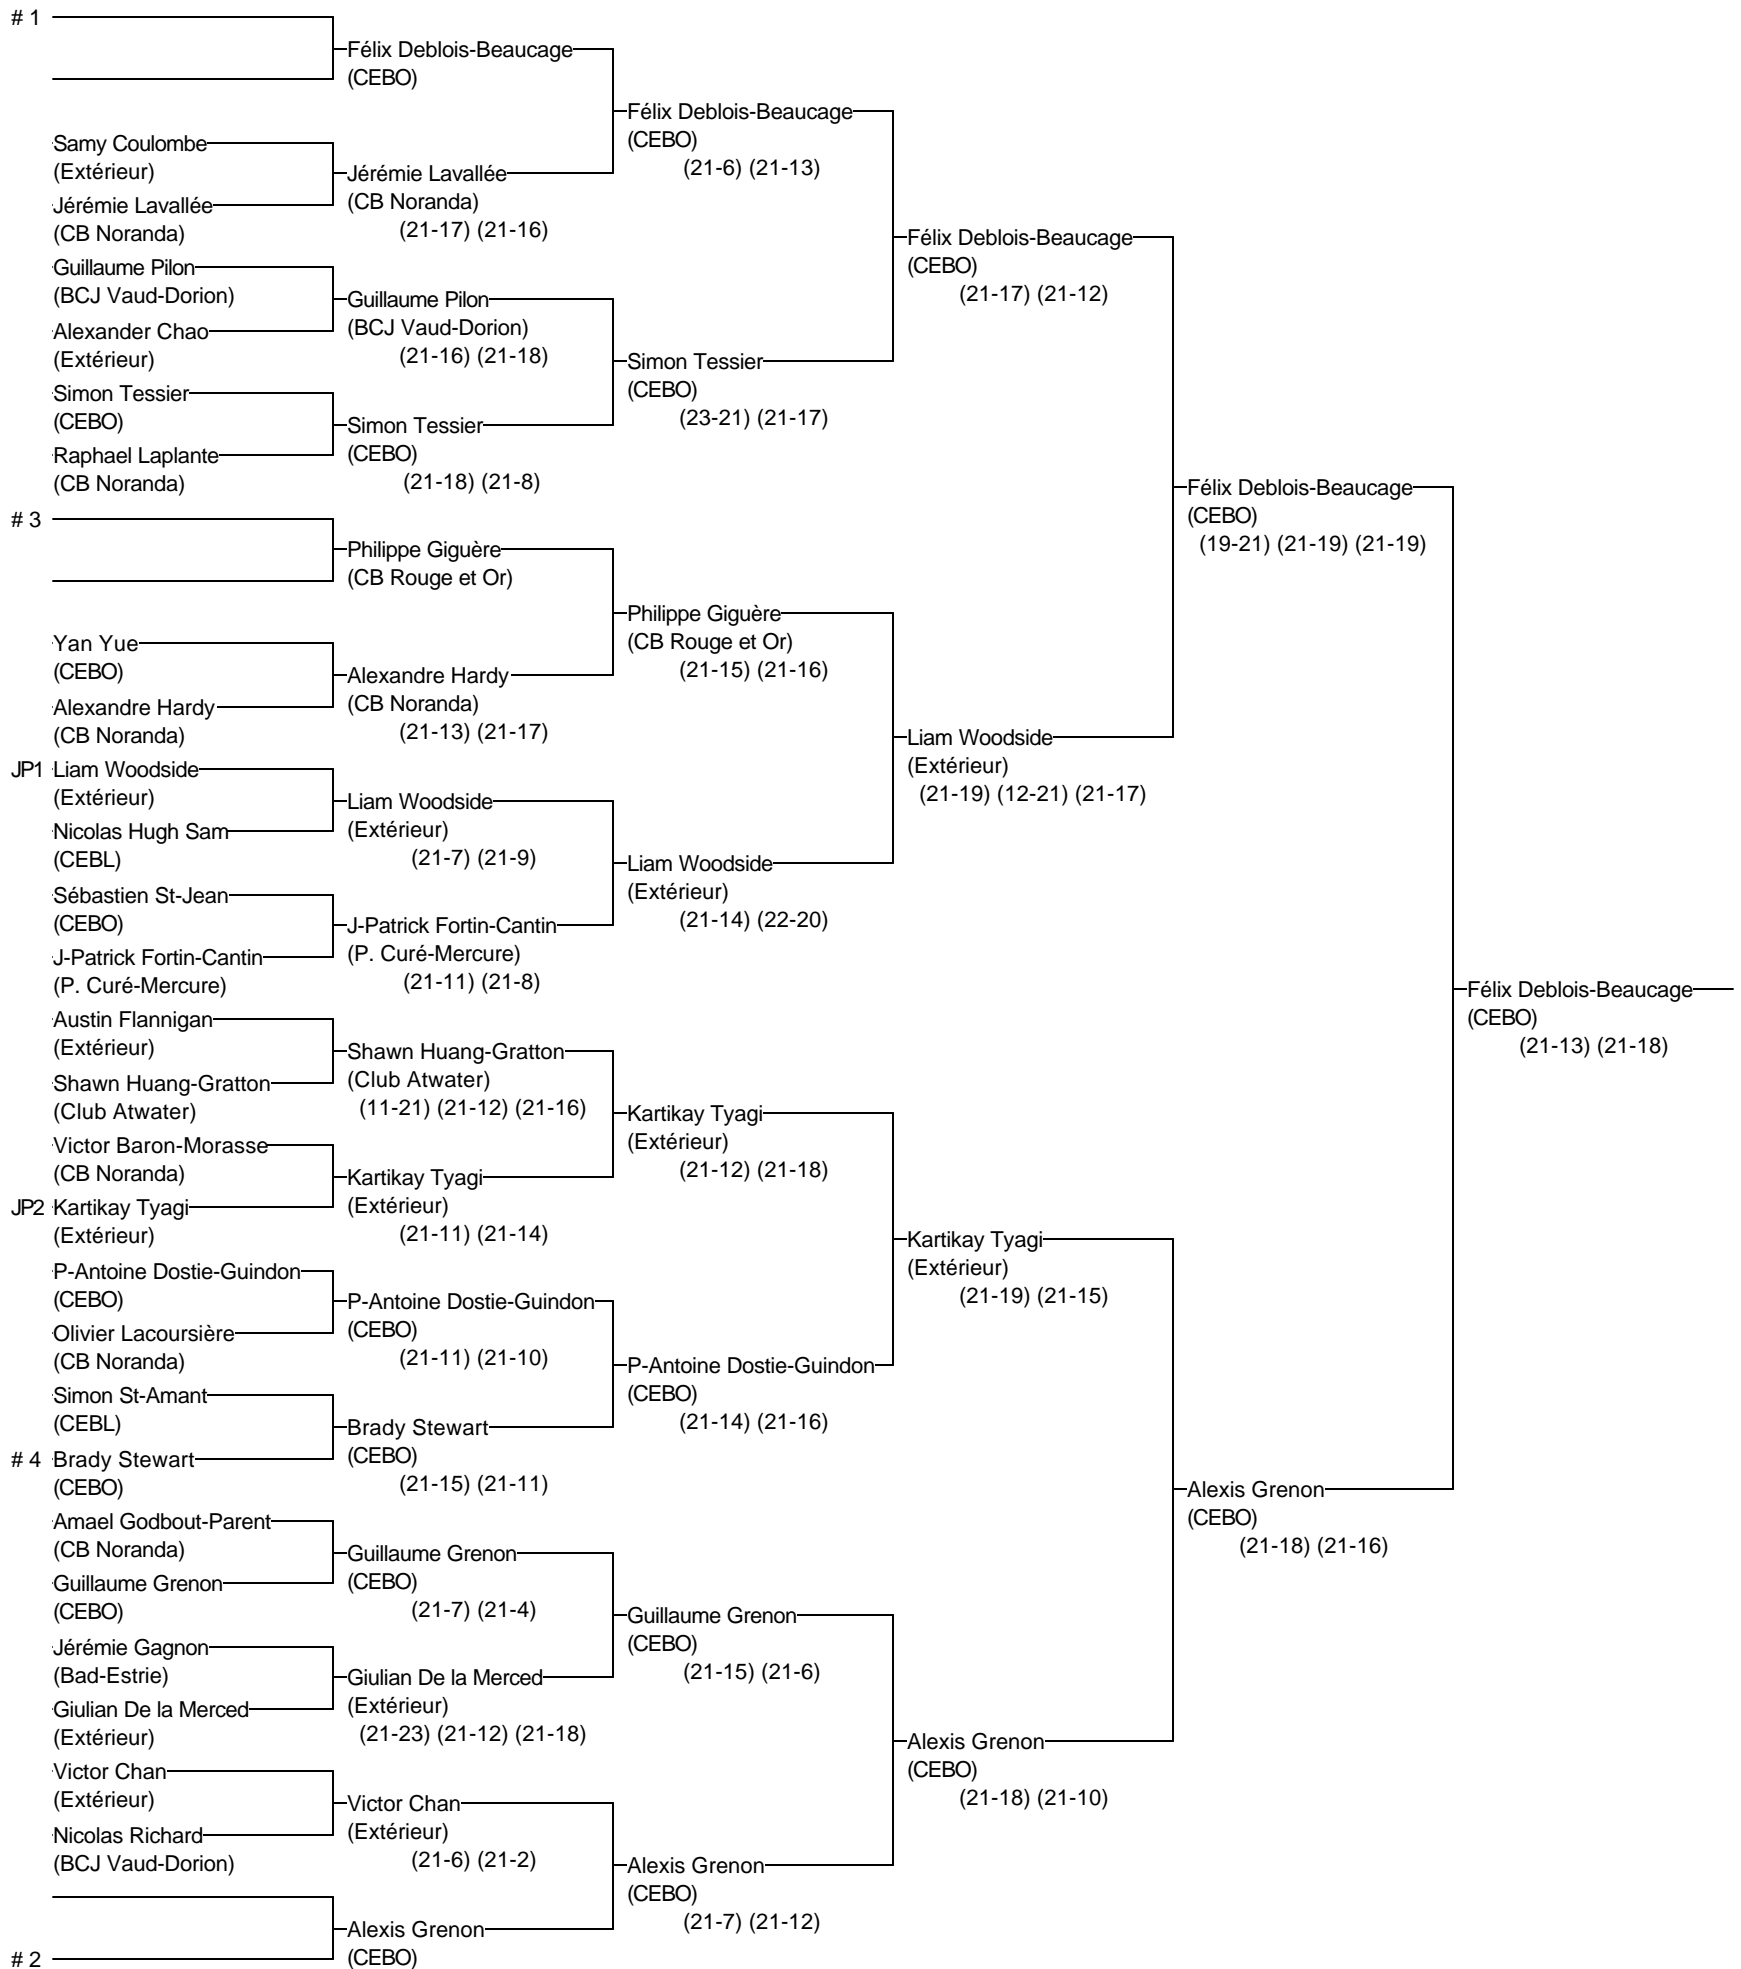 # 1
Félix Deblois-Beaucage
(CEBO)
Félix Deblois-Beaucage
(CEBO)
(21-6) (21-13)
Samy Coulombe
(Extérieur)
Jérémie Lavallée
(CB Noranda)
(21-17) (21-16)
Jérémie Lavallée
(CB Noranda)
Félix Deblois-Beaucage
(CEBO)
(21-17) (21-12)
Guillaume Pilon
(BCJ Vaud-Dorion)
Guillaume Pilon
(BCJ Vaud-Dorion)
(21-16) (21-18)
Alexander Chao
(Extérieur)
Simon Tessier
(CEBO)
(23-21) (21-17)
Simon Tessier
(CEBO)
Simon Tessier
(CEBO)
(21-18) (21-8)
Raphael Laplante
(CB Noranda)
Félix Deblois-Beaucage
(CEBO)
(19-21) (21-19) (21-19)
# 3
Philippe Giguère
(CB Rouge et Or)
Philippe Giguère
(CB Rouge et Or)
(21-15) (21-16)
Yan Yue
(CEBO)
Alexandre Hardy
(CB Noranda)
(21-13) (21-17)
Alexandre Hardy
(CB Noranda)
Liam Woodside
(Extérieur)
(21-19) (12-21) (21-17)
JP1 Liam Woodside
(Extérieur)
Liam Woodside
(Extérieur)
(21-7) (21-9)
Nicolas Hugh Sam
(CEBL)
Liam Woodside
(Extérieur)
(21-14) (22-20)
Sébastien St-Jean
(CEBO)
J-Patrick Fortin-Cantin
(P. Curé-Mercure)
(21-11) (21-8)
J-Patrick Fortin-Cantin
(P. Curé-Mercure)
Félix Deblois-Beaucage
(CEBO)
(21-13) (21-18)
Austin Flannigan
(Extérieur)
Shawn Huang-Gratton
(Club Atwater)
(11-21) (21-12) (21-16)
Shawn Huang-Gratton
(Club Atwater)
Kartikay Tyagi
(Extérieur)
(21-12) (21-18)
Victor Baron-Morasse
(CB Noranda)
Kartikay Tyagi
(Extérieur)
(21-11) (21-14)
JP2 Kartikay Tyagi
(Extérieur)
Kartikay Tyagi
(Extérieur)
(21-19) (21-15)
P-Antoine Dostie-Guindon
(CEBO)
P-Antoine Dostie-Guindon
(CEBO)
(21-11) (21-10)
Olivier Lacoursière
(CB Noranda)
P-Antoine Dostie-Guindon
(CEBO)
(21-14) (21-16)
Simon St-Amant
(CEBL)
Brady Stewart
(CEBO)
(21-15) (21-11)
# 4 Brady Stewart
(CEBO)
Alexis Grenon
(CEBO)
(21-18) (21-16)
Amael Godbout-Parent
(CB Noranda)
Guillaume Grenon
(CEBO)
(21-7) (21-4)
Guillaume Grenon
(CEBO)
Guillaume Grenon
(CEBO)
(21-15) (21-6)
Jérémie Gagnon
(Bad-Estrie)
Giulian De la Merced
(Extérieur)
(21-23) (21-12) (21-18)
Giulian De la Merced
(Extérieur)
Alexis Grenon
(CEBO)
(21-18) (21-10)
Victor Chan
(Extérieur)
Victor Chan
(Extérieur)
(21-6) (21-2)
Nicolas Richard
(BCJ Vaud-Dorion)
Alexis Grenon
(CEBO)
(21-7) (21-12)
Alexis Grenon
(CEBO)
# 2